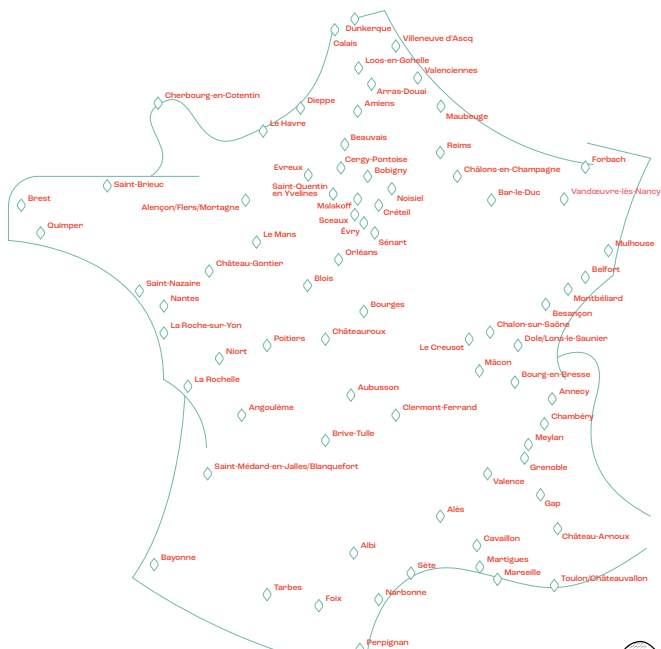 Dunkerque
Villeneuve d'Ascq
Calais
Loos-en-Gohelle
Valenciennes
Arras-Douai
Cherbourg-en-Cotentin
Dieppe
Amiens
Maubeuge
Le Havre
Beauvais
Reims
Cergy-Pontoise
Forbach
Evreux
Bobigny
Châlons-en-Champagne
Saint-Brieuc
Saint-Quentin
en Yvelines
Noisiel
Bar-le-Duc
Vandœuvre-lès-Nancy
Brest
Alençon/Flers/Mortagne
Malakoff
Créteil
Sceaux
Quimper
Évry
Le Mans
Sénart
Mulhouse
Orléans
Château-Gontier
Belfort
Saint-Nazaire
Blois
Nantes
Montbéliard
Bourges
Besançon
La Roche-sur-Yon
Chalon-sur-Saône
Poitiers
Châteauroux
Dole/Lons-le-Saunier
Le Creusot
Niort
Mâcon
La Rochelle
Bourg-en-Bresse
Aubusson
Annecy
Angoulême
Clermont-Ferrand
Chambéry
Brive-Tulle
Meylan
Saint-Médard-en-Jalles/Blanquefort
Grenoble
Valence
Gap
Alès
Château-Arnoux
Cavaillon
Albi
Bayonne
Martigues
Sète
Marseille
Toulon/Châteauvallon
Tarbes
Narbonne
Foix
Perpignan